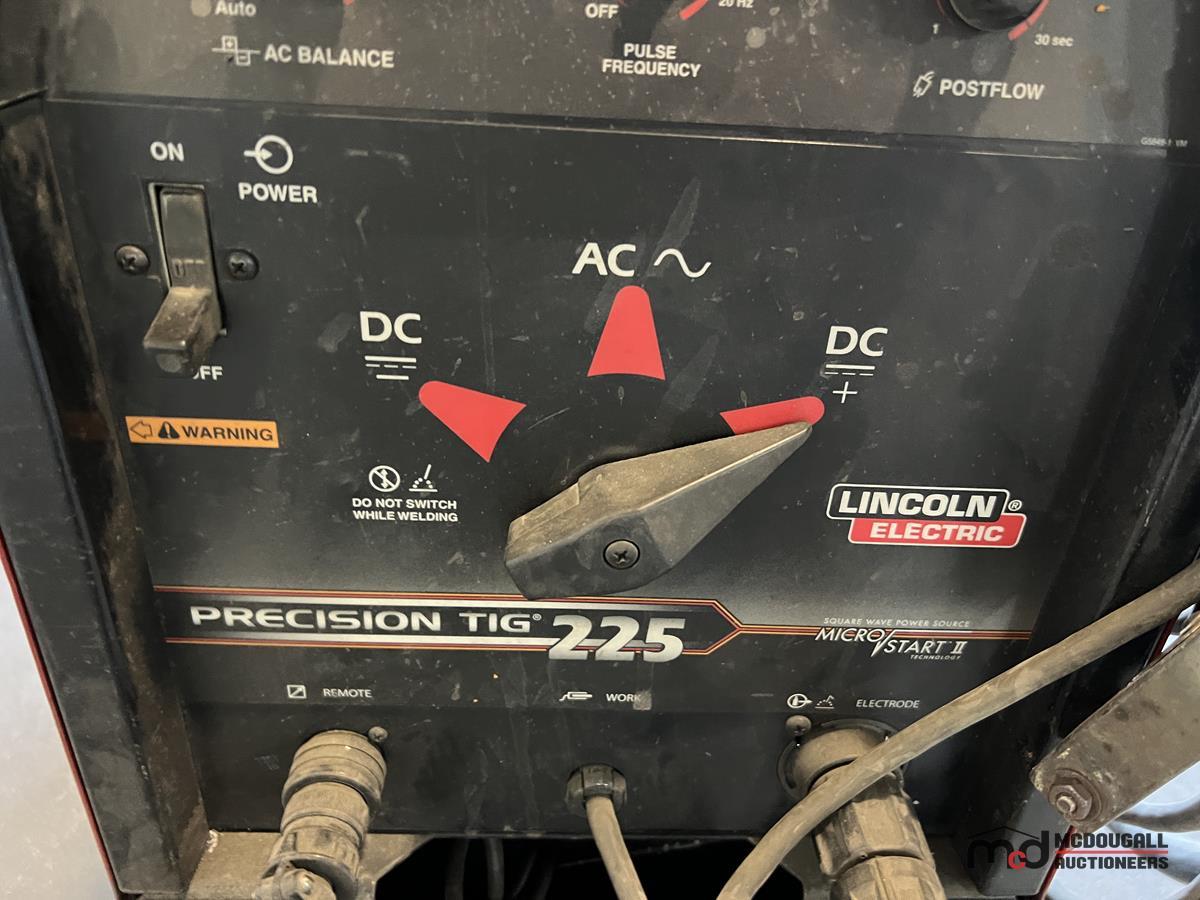 Auto
AC BALANCE
OFF
20 Hz
PULSE
FREQUENCY
1
30 sec
POSTFLOW
ON
POWER
OFF
WARNING
DC
AC
DC
+
DO NOT SWITCH
WHILE WELDING
LINCOLN ®
ELECTRIC
PRECISION TIG® 225
SQUARE WAVE POWER SOURCE
MICRO START II
TECHNOLOGY
REMOTE
WORK
ELECTRODE
mcd MCDOUGALL
AUCTIONEERS